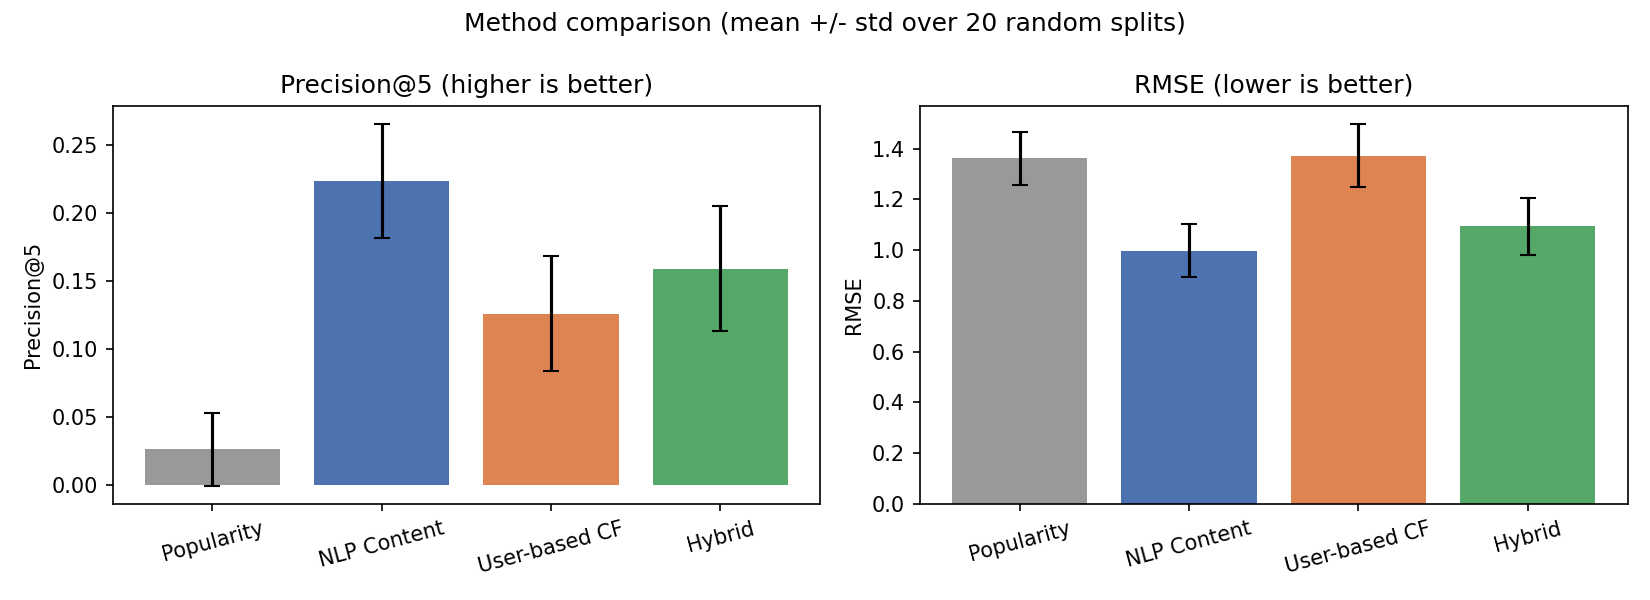 Method comparison (mean +/- std over 20 random splits)
Precision@5 (higher is better)
Precision@5
0.25
0.20
0.15
0.10
0.05
0.00
Popularity
NLP Content
User-based CF
Hybrid
RMSE (lower is better)
RMSE
1.4
1.2
1.0
0.8
0.6
0.4
0.2
0.0
Popularity
NLP Content
User-based CF
Hybrid